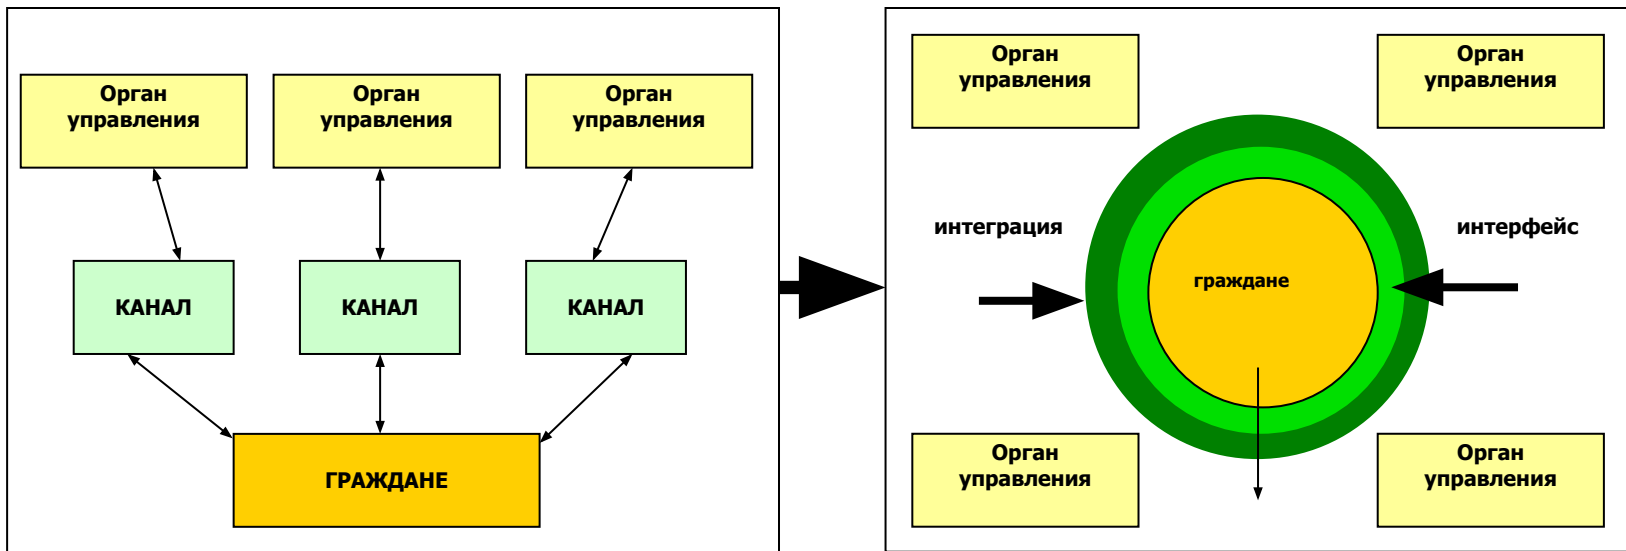 Орган
управления
Орган
управления
Орган
управления
КАНАЛ
КАНАЛ
КАНАЛ
ГРАЖДАНЕ
Орган
управления
Орган
управления
интеграция
интерфейс
граждане
Орган
управления
Орган
управления